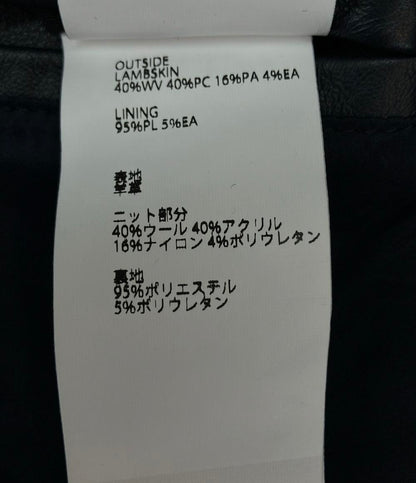 OUTSIDE
LAMBSKIN
40%WV 40%PC 16%PA 4%EA
LINING
95%PL 5%EA
表地
羊革
ニット部分
40%ウール 40%アクリル
16%ナイロン 4%ポリウレタン
裏地
95%ポリエステル
5%ポリウレタン